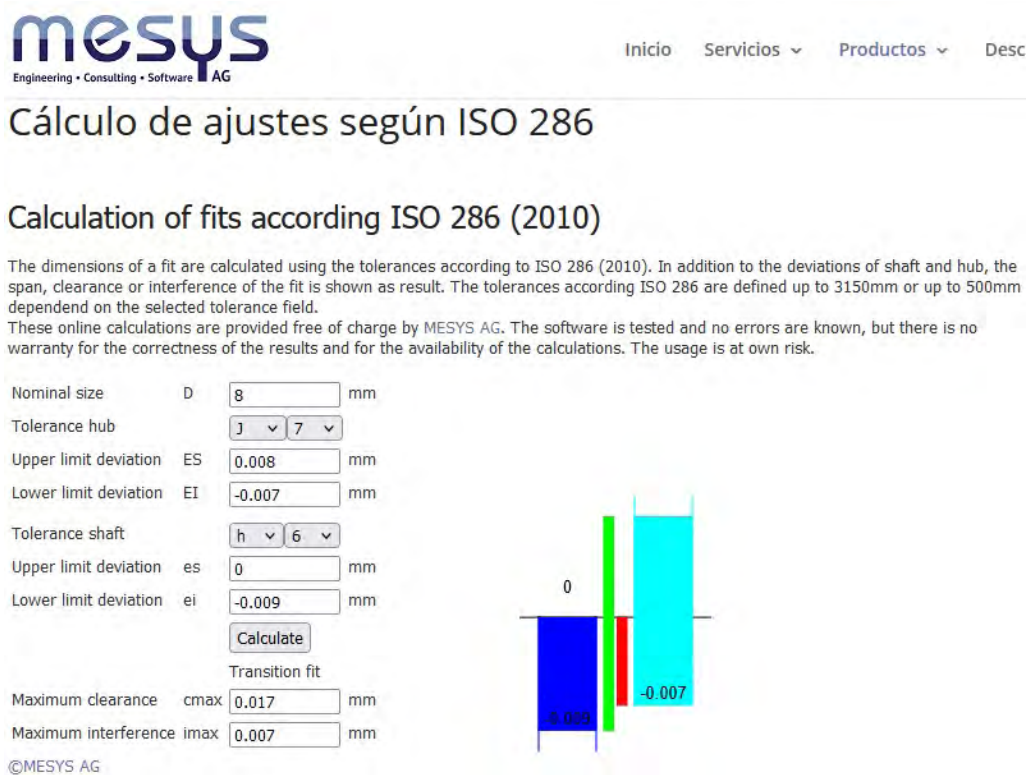 mesys
Engineering • Consulting • Software AG
Inicio Servicios Productos Desc
Cálculo de ajustes según ISO 286
Calculation of fits according ISO 286 (2010)
The dimensions of a fit are calculated using the tolerances according to ISO 286 (2010). In addition to the deviations of shaft and hub, the
span, clearance or interference of the fit is shown as result. The tolerances according ISO 286 are defined up to 3150mm or up to 500mm
dependend on the selected tolerance field.
These online calculations are provided free of charge by MESYS AG. The software is tested and no errors are known, but there is no
warranty for the correctness of the results and for the availability of the calculations. The usage is at own risk.
Nominal size D 8 mm
Tolerance hub J 7
Upper limit deviation ES 0.008 mm
Lower limit deviation EI -0.007 mm
Tolerance shaft h 6
Upper limit deviation es 0 mm
Lower limit deviation ei -0.009 mm
Calculate
Transition fit
Maximum clearance cmax 0.017 mm
Maximum interference imax 0.007 mm
©MESYS AG
0
-0.007
-0.009